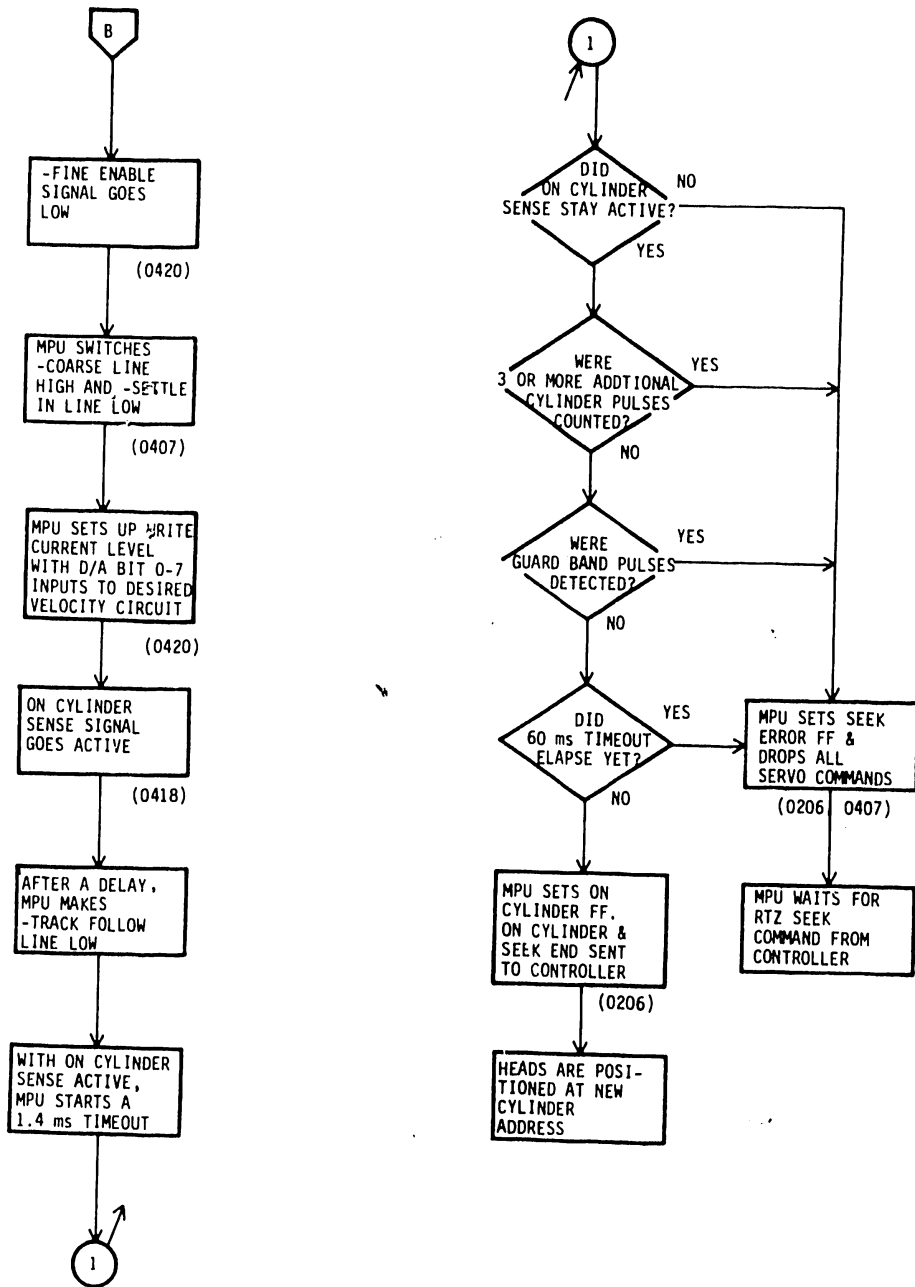 B
-FINE ENABLE
SIGNAL GOES
LOW
(0420)
MPU SWITCHES
-COARSE LINE
HIGH AND -SETTLE
IN LINE LOW
(0407)
MPU SETS UP WRITE
CURRENT LEVEL
WITH D/A BIT 0-7
INPUTS TO DESIRED
VELOCITY CIRCUIT
(0420)
ON CYLINDER
SENSE SIGNAL
GOES ACTIVE
(0418)
AFTER A DELAY,
MPU MAKES
-TRACK FOLLOW
LINE LOW
WITH ON CYLINDER
SENSE ACTIVE,
MPU STARTS A
1.4 ms TIMEOUT
1
1
DID
ON CYLINDER
SENSE STAY ACTIVE?
NO
YES
WERE
3 OR MORE ADDTIONAL
CYLINDER PULSES
COUNTED?
YES
NO
WERE
GUARD BAND PULSES
DETECTED?
YES
NO
DID
60 ms TIMEOUT
ELAPSE YET?
YES
NO
MPU SETS SEEK
ERROR FF &
DROPS ALL
SERVO COMMANDS
(0206, 0407)
MPU SETS ON
CYLINDER FF.
ON CYLINDER &
SEEK END SENT
TO CONTROLLER
(0206)
MPU WAITS FOR
RTZ SEEK
COMMAND FROM
CONTROLLER
HEADS ARE POSI-
TIONED AT NEW
CYLINDER
ADDRESS